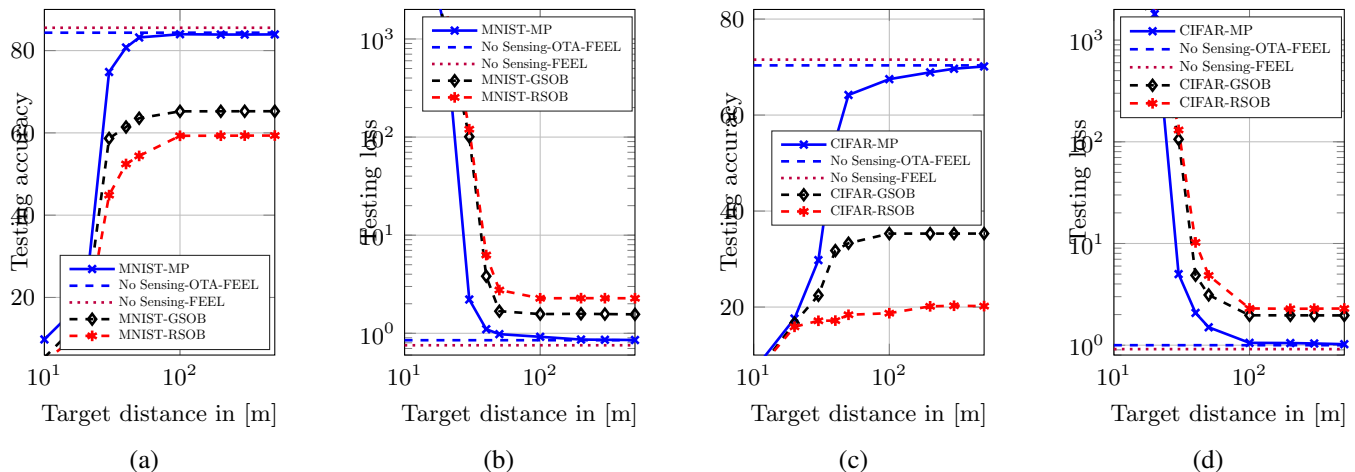 80
60
40
20
10^1
10^2
Testing accuracy
Target distance in [m]
MNIST-MP
No Sensing-OTA-FEEL
No Sensing-FEEL
MNIST-GSOB
MNIST-RSOB
(a)
10^3
10^2
10^1
10^0
10^1
10^2
Testing loss
Target distance in [m]
MNIST-MP
No Sensing-OTA-FEEL
No Sensing-FEEL
MNIST-GSOB
MNIST-RSOB
(b)
80
60
40
20
10^1
10^2
Testing accuracy
Target distance in [m]
CIFAR-MP
No Sensing-OTA-FEEL
No Sensing-FEEL
CIFAR-GSOB
CIFAR-RSOB
(c)
10^3
10^2
10^1
10^0
10^1
10^2
Testing loss
Target distance in [m]
CIFAR-MP
No Sensing-OTA-FEEL
No Sensing-FEEL
CIFAR-GSOB
CIFAR-RSOB
(d)